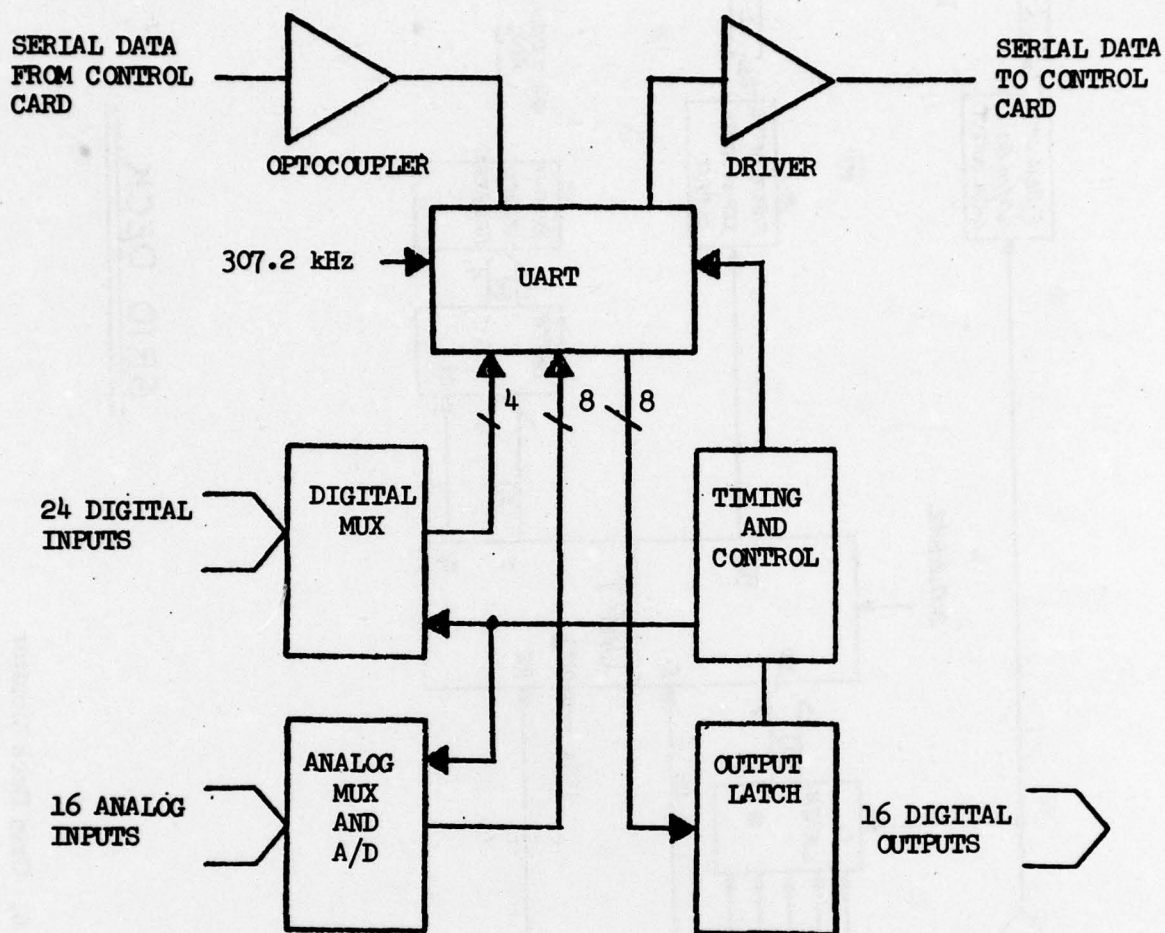 SERIAL DATA
FROM CONTROL
CARD
SERIAL DATA
TO CONTROL
CARD
OPTOCOUPLER
DRIVER
307.2 kHz
UART
4
8
8
24 DIGITAL
INPUTS
DIGITAL
MUX
TIMING
AND
CONTROL
16 ANALOG
INPUTS
ANALOG
MUX
AND
A/D
OUTPUT
LATCH
16 DIGITAL
OUTPUTS